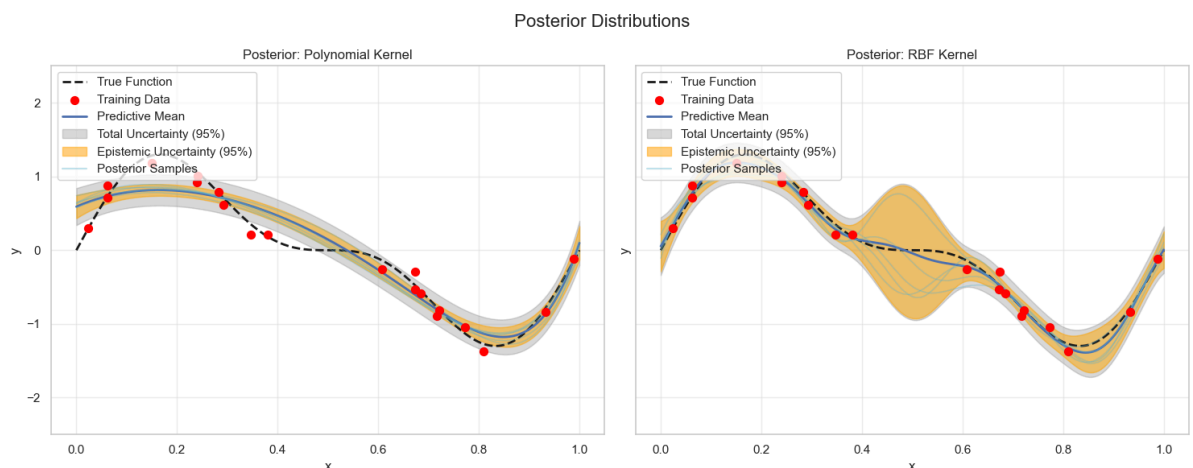 Posterior Distributions
Posterior: Polynomial Kernel
True Function
Training Data
Predictive Mean
Total Uncertainty (95%)
Epistemic Uncertainty (95%)
Posterior Samples
2
1
0
−1
−2
y
0.0 0.2 0.4 0.6 0.8 1.0
x
Posterior: RBF Kernel
True Function
Training Data
Predictive Mean
Total Uncertainty (95%)
Epistemic Uncertainty (95%)
Posterior Samples
y
0.0 0.2 0.4 0.6 0.8 1.0
x